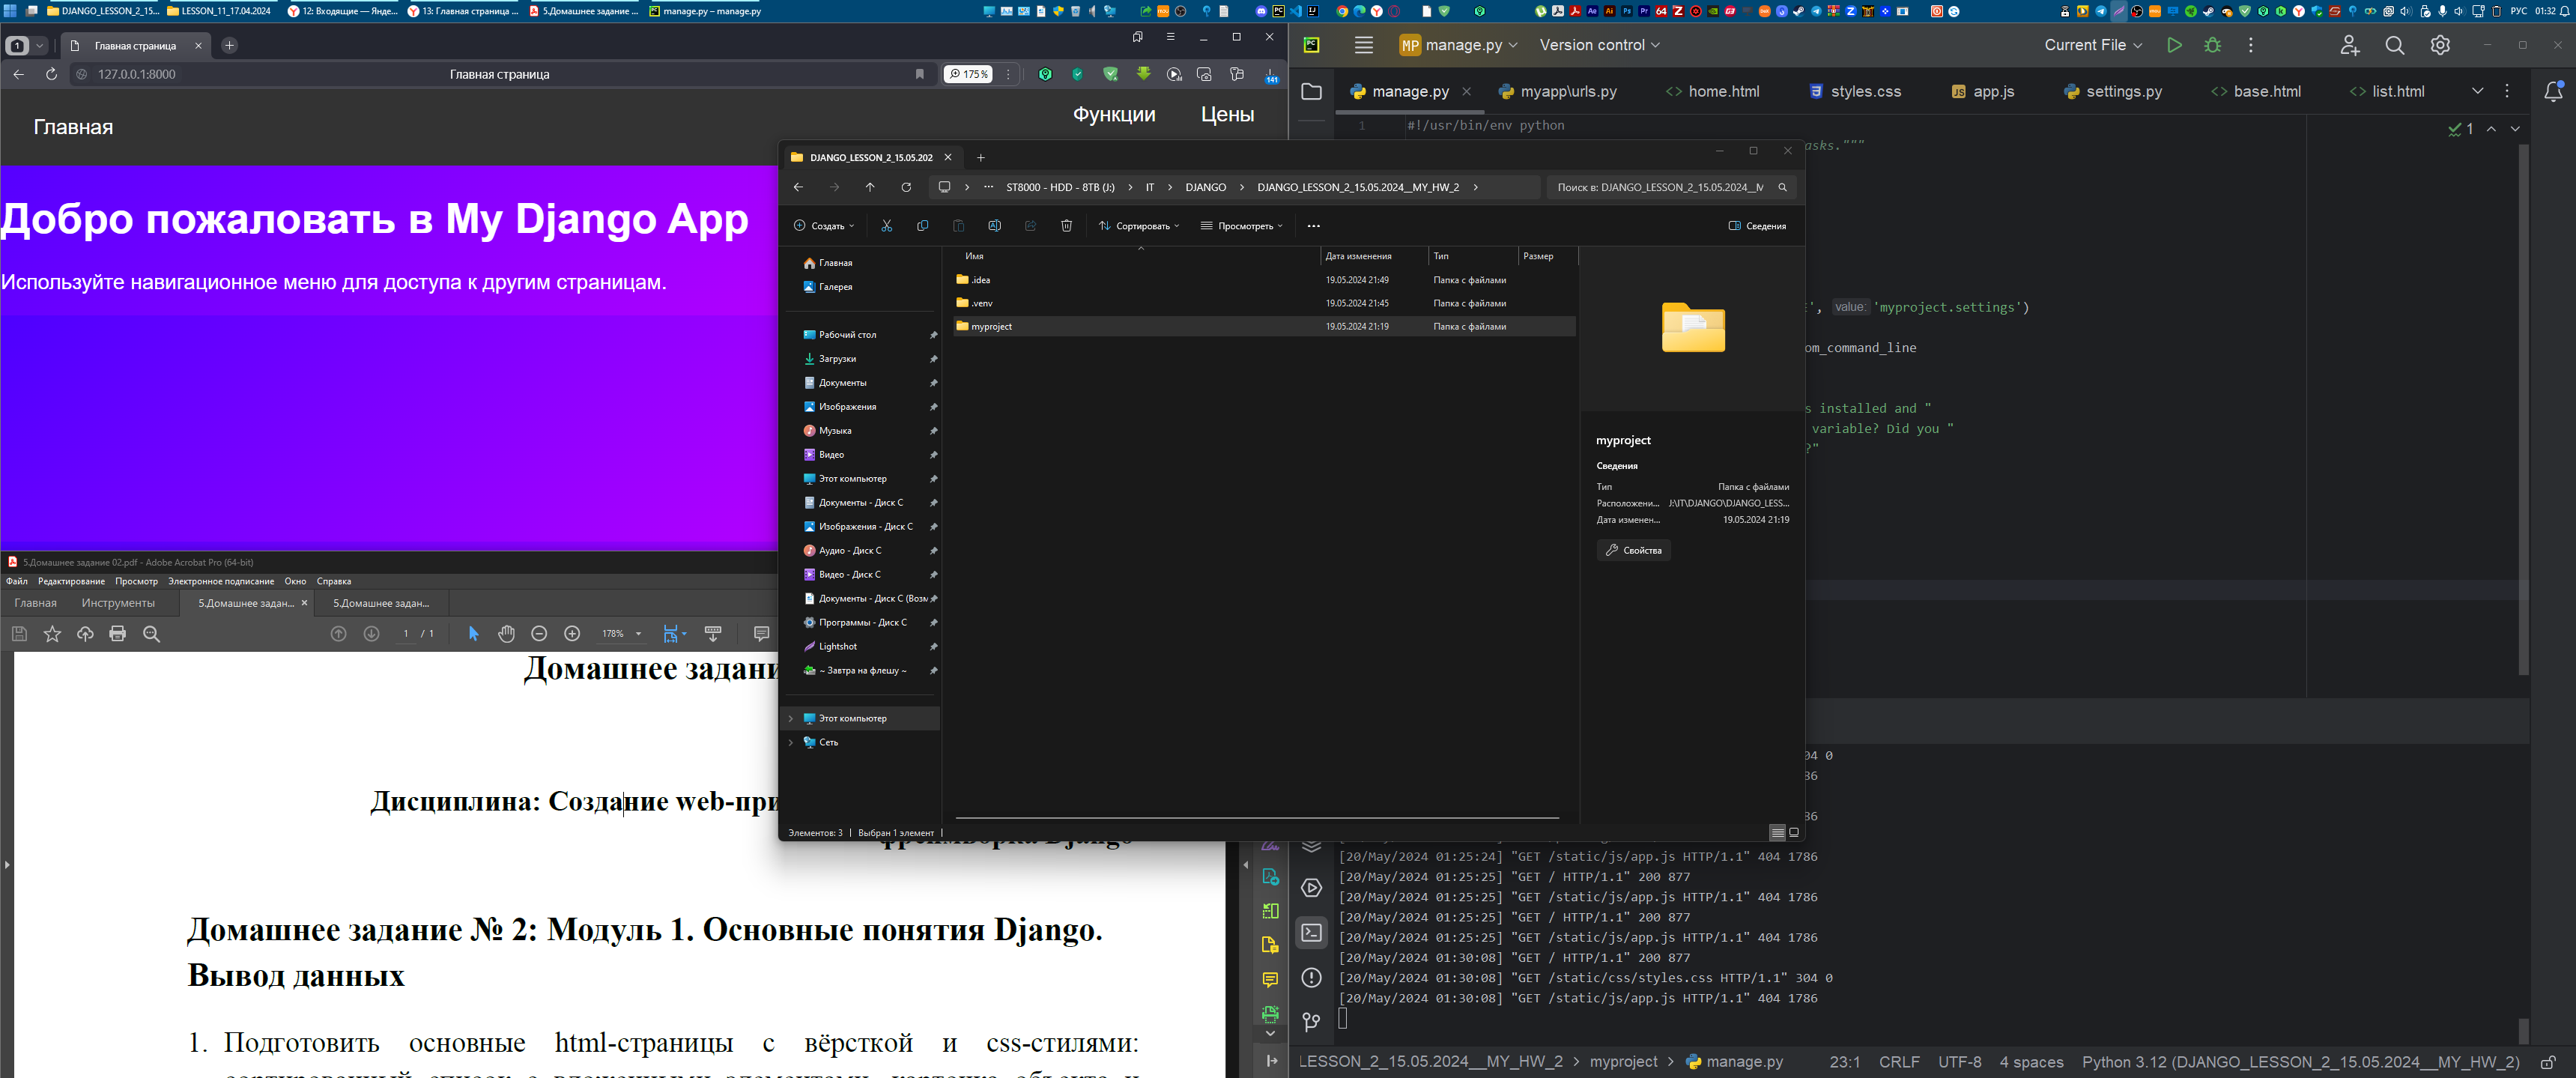 DJANGO_LESSON_2_15...
LESSON_11_17.04.2024
12: Входящие — Янде...
13: Главная страница ...
5.Домашнее задание ...
manage.py – manage.py
РУС
01:32
1
Главная страница
127.0.0.1:8000
Главная страница
175 %
141
Главная
Функции
Цены
Добро пожаловать в My Django App
Используйте навигационное меню для доступа к другим страницам.
5.Домашнее задание 02.pdf - Adobe Acrobat Pro (64-bit)
Файл Редактирование Просмотр Электронное подписание Окно Справка
Главная
Инструменты
5.Домашнее задан...
5.Домашнее задан...
1 / 1
178%
Домашнее задани
Дисциплина: Создание web-при
фреймворка Django
Домашнее задание № 2: Модуль 1. Основные понятия Django.
Вывод данных
1. Подготовить основные html-страницы с вёрсткой и css-стилями:
DJANGO_LESSON_2_15.05.202
ST8000 - HDD - 8TB (J:)
IT
DJANGO
DJANGO_LESSON_2_15.05.2024__MY_HW_2
Поиск в: DJANGO_LESSON_2_15.05.2024__M
Создать
Сортировать
Просмотреть
Сведения
Имя
Дата изменения
Тип
Размер
.idea 19.05.2024 21:49 Папка с файлами
.venv 19.05.2024 21:45 Папка с файлами
myproject 19.05.2024 21:19 Папка с файлами
Главная
Галерея
Рабочий стол
Загрузки
Документы
Изображения
Музыка
Видео
Этот компьютер
Документы - Диск C
Изображения - Диск C
Аудио - Диск C
Видео - Диск C
Документы - Диск C (Возм
Программы - Диск C
Lightshot
~ Завтра на флешу ~
Этот компьютер
Сеть
myproject
Сведения
Тип Папка с файлами
Расположени... J:\IT\DJANGO\DJANGO_LESS...
Дата изменен... 19.05.2024 21:19
Свойства
Элементов: 3
Выбран 1 элемент
MP manage.py
Version control
Current File
manage.py
myapp\urls.py
home.html
styles.css
app.js
settings.py
base.html
list.html
1 #!/usr/bin/env python
asks."""
1
', value: 'myproject.settings')
om_command_line
s installed and "
variable? Did you "
?"
04 0
86
86
[20/May/2024 01:25:24] "GET /static/js/app.js HTTP/1.1" 404 1786
[20/May/2024 01:25:25] "GET / HTTP/1.1" 200 877
[20/May/2024 01:25:25] "GET /static/js/app.js HTTP/1.1" 404 1786
[20/May/2024 01:25:25] "GET / HTTP/1.1" 200 877
[20/May/2024 01:25:25] "GET /static/js/app.js HTTP/1.1" 404 1786
[20/May/2024 01:30:08] "GET / HTTP/1.1" 200 877
[20/May/2024 01:30:08] "GET /static/css/styles.css HTTP/1.1" 304 0
[20/May/2024 01:30:08] "GET /static/js/app.js HTTP/1.1" 404 1786
LESSON_2_15.05.2024__MY_HW_2 > myproject > manage.py
23:1 CRLF UTF-8 4 spaces Python 3.12 (DJANGO_LESSON_2_15.05.2024__MY_HW_2)